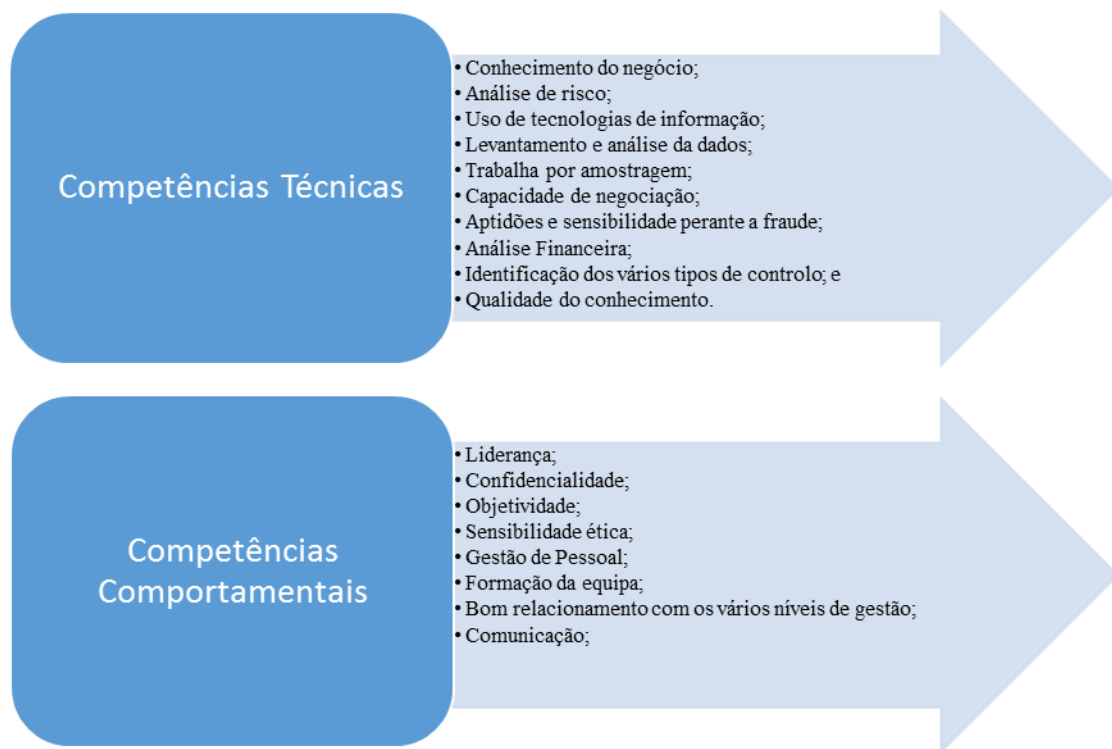 Competências Técnicas
• Conhecimento do negócio;
• Análise de risco;
• Uso de tecnologias de informação;
• Levantamento e análise da dados;
• Trabalha por amostragem;
• Capacidade de negociação;
• Aptidões e sensibilidade perante a fraude;
• Análise Financeira;
• Identificação dos vários tipos de controlo; e
• Qualidade do conhecimento.
Competências
Comportamentais
• Liderança;
• Confidencialidade;
• Objetividade;
• Sensibilidade ética;
• Gestão de Pessoal;
• Formação da equipa;
• Bom relacionamento com os vários níveis de gestão;
• Comunicação;